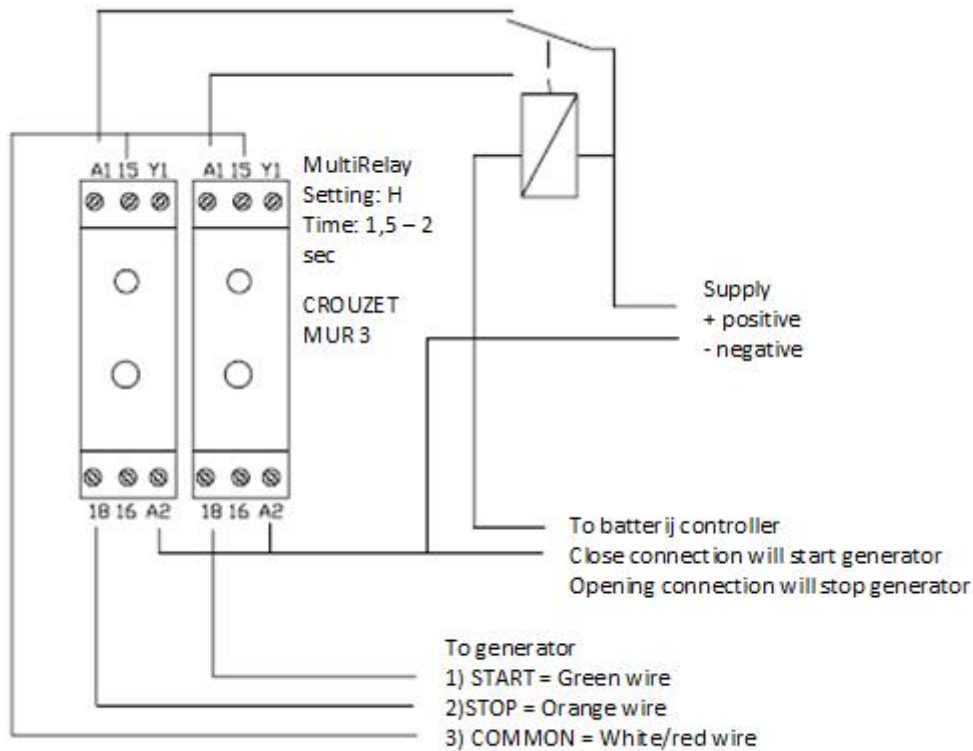 A1 15 Y1
A1 15 Y1
MultiRelay
Setting: H
Time: 1,5 – 2
sec
CROUZET
MUR 3
18 16 A2
18 16 A2
Supply
+ positive
- negative
To batterij controller
Close connection will start generator
Opening connection will stop generator
To generator
1) START = Green wire
2)STOP = Orange wire
3) COMMON = White/red wire